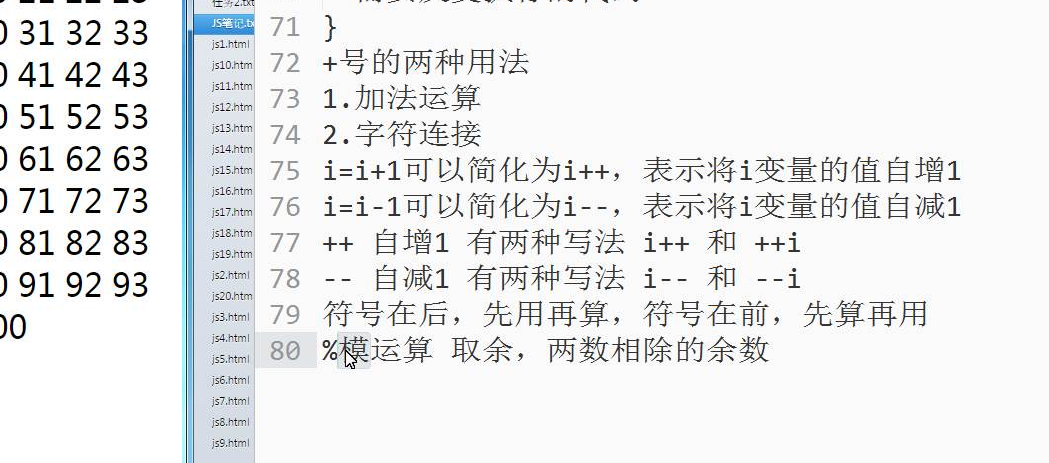 31 32 33
41 42 43
51 52 53
61 62 63
71 72 73
81 82 83
91 92 93
00
任务2.txt
JS笔记.tx
js1.html
js10.htm
js11.htm
js12.htm
js13.htm
js14.htm
js15.htm
js16.htm
js17.htm
js18.htm
js19.htm
js2.html
js20.htm
js3.html
js4.html
js5.html
js6.html
js7.html
js8.html
js9.html
71 }
72 +号的两种用法
73 1.加法运算
74 2.字符连接
75 i=i+1可以简化为i++，表示将i变量的值自增1
76 i=i-1可以简化为i--，表示将i变量的值自减1
77 ++ 自增1 有两种写法 i++ 和 ++i
78 -- 自减1 有两种写法 i-- 和 --i
79 符号在后，先用再算，符号在前，先算再用
80 %模运算 取余，两数相除的余数